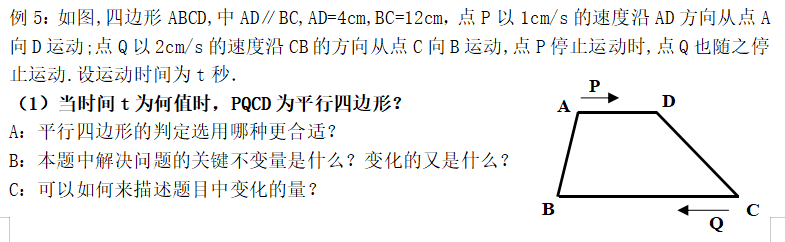 例 5：如图,四边形 ABCD,中 AD∥BC,AD=4cm,BC=12cm，点 P 以 1cm/s 的速度沿 AD 方向从点 A
向 D 运动;点 Q 以 2cm/s 的速度沿 CB 的方向从点 C 向 B 运动,点 P 停止运动时,点 Q 也随之停
止运动.设运动时间为 t 秒.
（1）当时间 t 为何值时，PQCD 为平行四边形？
A：平行四边形的判定选用哪种更合适？
B：本题中解决问题的关键不变量是什么？变化的又是什么？
C：可以如何来描述题目中变化的量？
P
A
D
B
C
Q